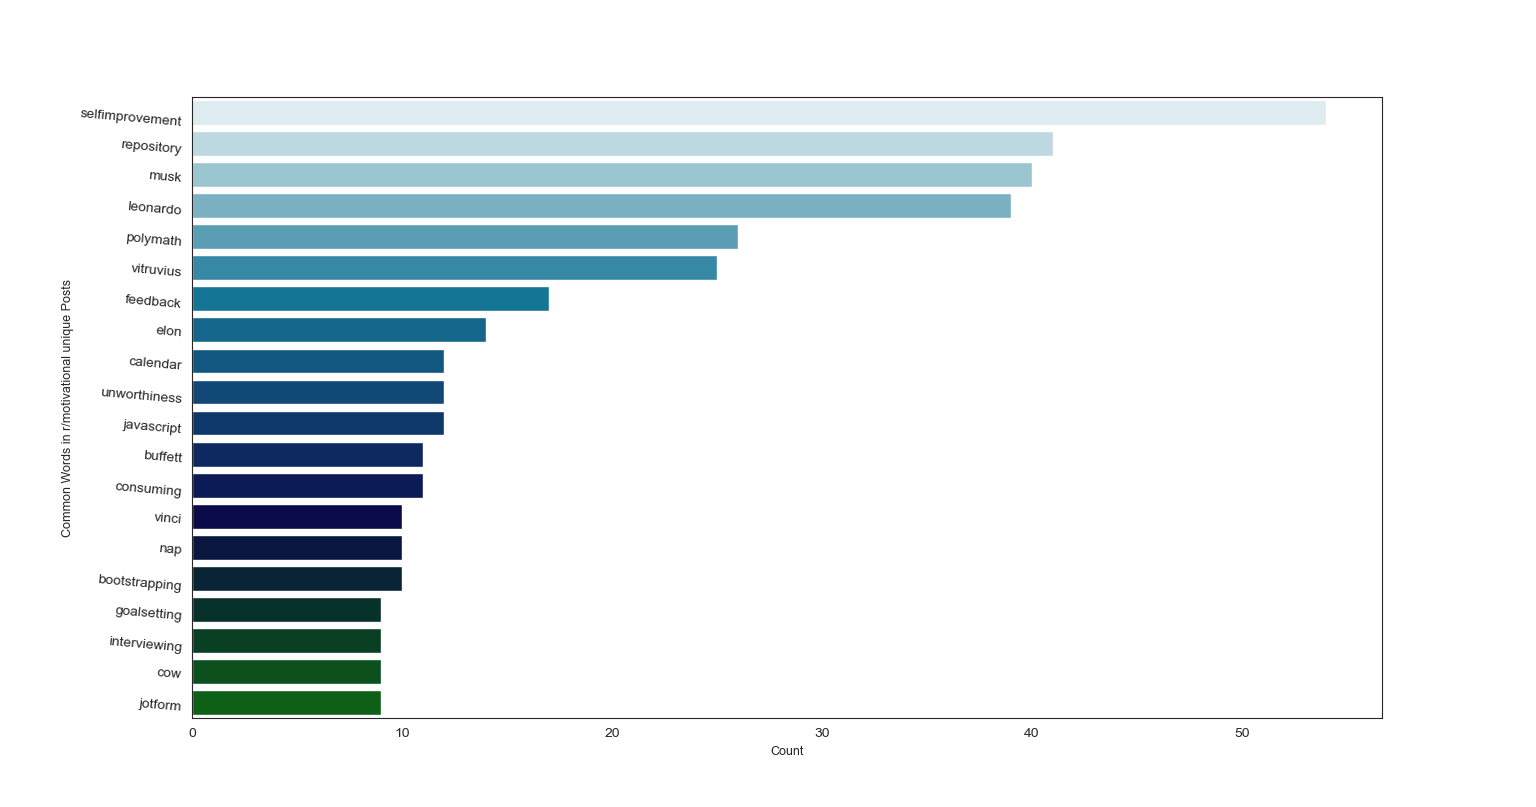 selfimprovement
repository
musk
leonardo
polymath
vitruvius
feedback
elon
calendar
unworthiness
javascript
buffett
consuming
vinci
nap
bootstrapping
goalsetting
interviewing
cow
jotform
Common Words in r/motivational unique Posts
0 10 20 30 40 50
Count